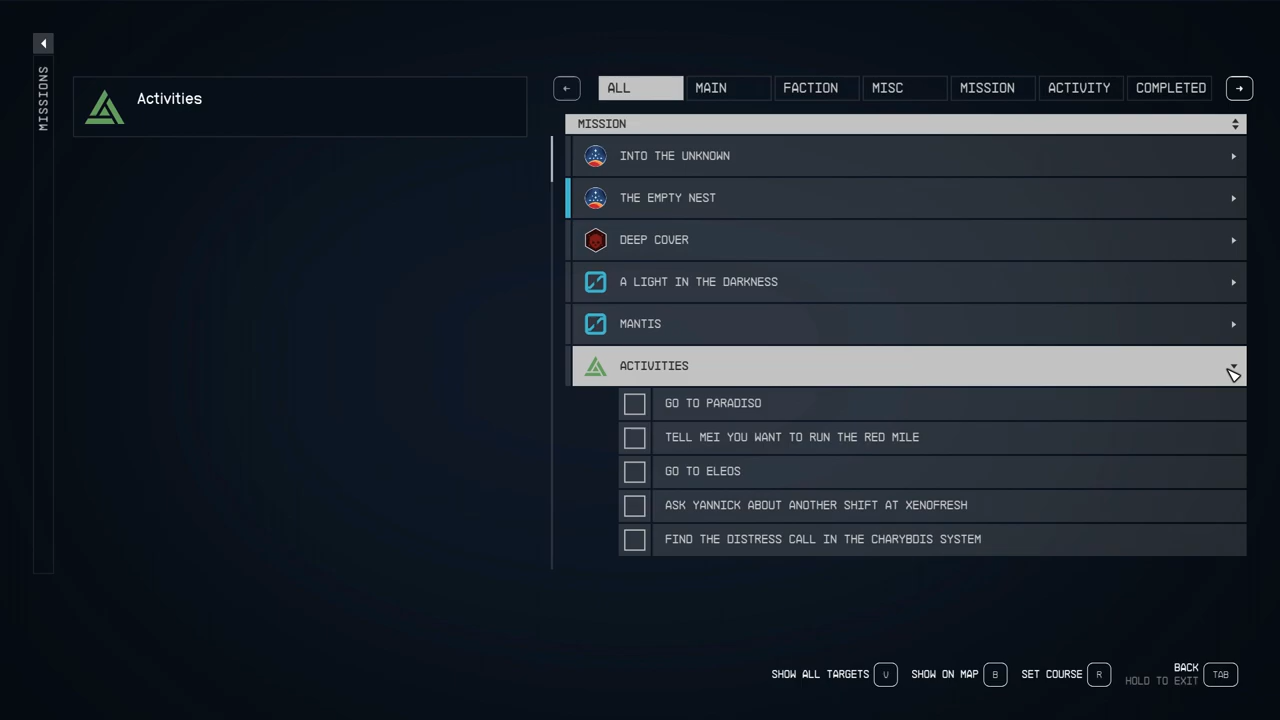 MISSIONS
Activities
ALL
MAIN
FACTION
MISC
MISSION
ACTIVITY
COMPLETED
MISSION
INTO THE UNKNOWN
THE EMPTY NEST
DEEP COVER
A LIGHT IN THE DARKNESS
MANTIS
ACTIVITIES
GO TO PARADISO
TELL MEI YOU WANT TO RUN THE RED MILE
GO TO ELEOS
ASK YANNICK ABOUT ANOTHER SHIFT AT XENOFRESH
FIND THE DISTRESS CALL IN THE CHARYBDIS SYSTEM
SHOW ALL TARGETS V
SHOW ON MAP B
SET COURSE R
BACK
HOLD TO EXIT
TAB